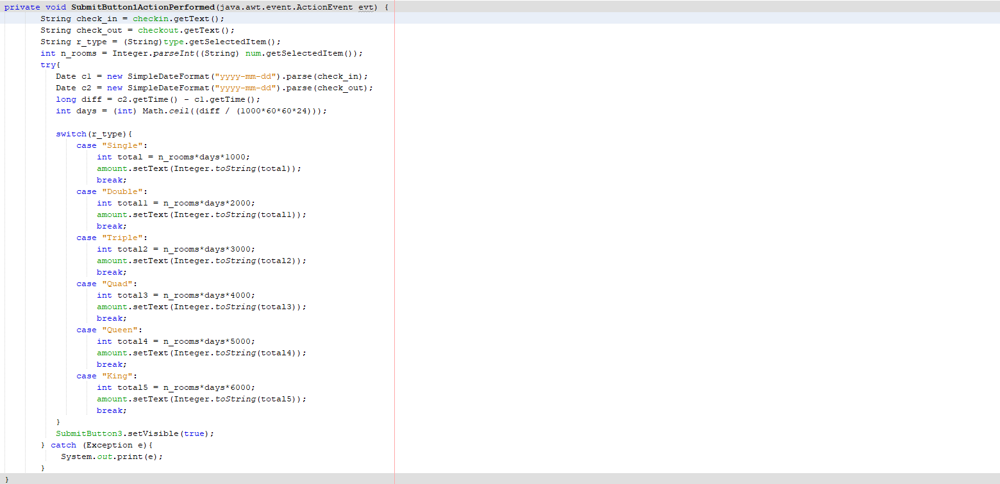 private void SubmitButton1ActionPerformed(java.awt.event.ActionEvent evt) {
String check_in = checkin.getText();
String check_out = checkout.getText();
String r_type = (String)type.getSelectedItem();
int n_rooms = Integer.parseInt((String) num.getSelectedItem());
try{
Date c1 = new SimpleDateFormat("yyyy-mm-dd").parse(check_in);
Date c2 = new SimpleDateFormat("yyyy-mm-dd").parse(check_out);
long diff = c2.getTime() - c1.getTime();
int days = (int) Math.ceil((diff / (1000*60*60*24)));
switch(r_type){
case "Single":
int total = n_rooms*days*1000;
amount.setText(Integer.toString(total));
break;
case "Double":
int total1 = n_rooms*days*2000;
amount.setText(Integer.toString(total1));
break;
case "Triple":
int total2 = n_rooms*days*3000;
amount.setText(Integer.toString(total2));
break;
case "Quad":
int total3 = n_rooms*days*4000;
amount.setText(Integer.toString(total3));
break;
case "Queen":
int total4 = n_rooms*days*5000;
amount.setText(Integer.toString(total4));
break;
case "King":
int total5 = n_rooms*days*6000;
amount.setText(Integer.toString(total5));
break;
}
SubmitButton3.setVisible(true);
} catch (Exception e){
System.out.print(e);
}
}